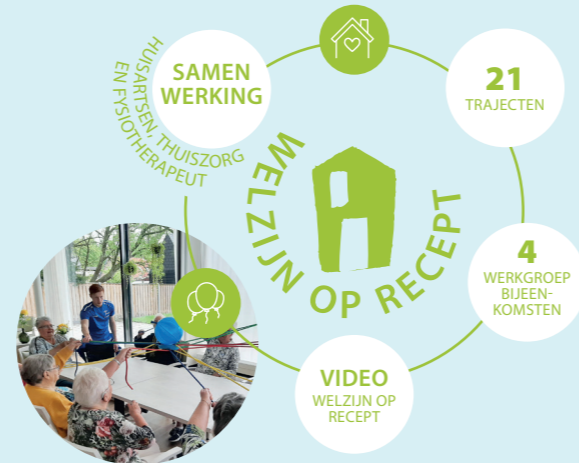 SAMEN
WERKING
HUISARTSEN, THUISZORG
EN FYSIOTHERAPEUT
21
TRAJECTEN
WELZIJN OP RECEPT
4
WERKGROEP
BIJEEN-
KOMSTEN
VIDEO
WELZIJN OP
RECEPT